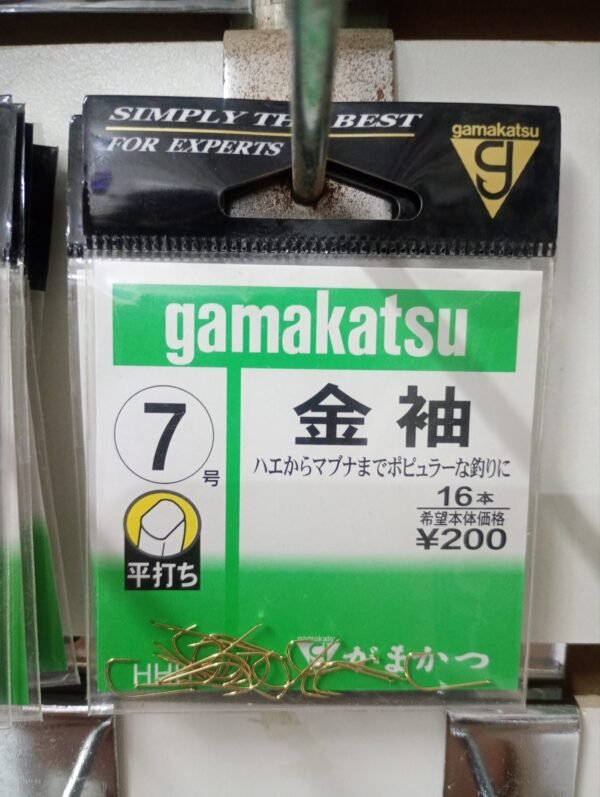 SIMPLY THE BEST
FOR EXPERTS
gamakatsu
gamakatsu
7
号
平打ち
金袖
ハエからマブナまでポピュラーな釣りに
16本
希望本体価格
¥200
gamakatsu
がまかつ